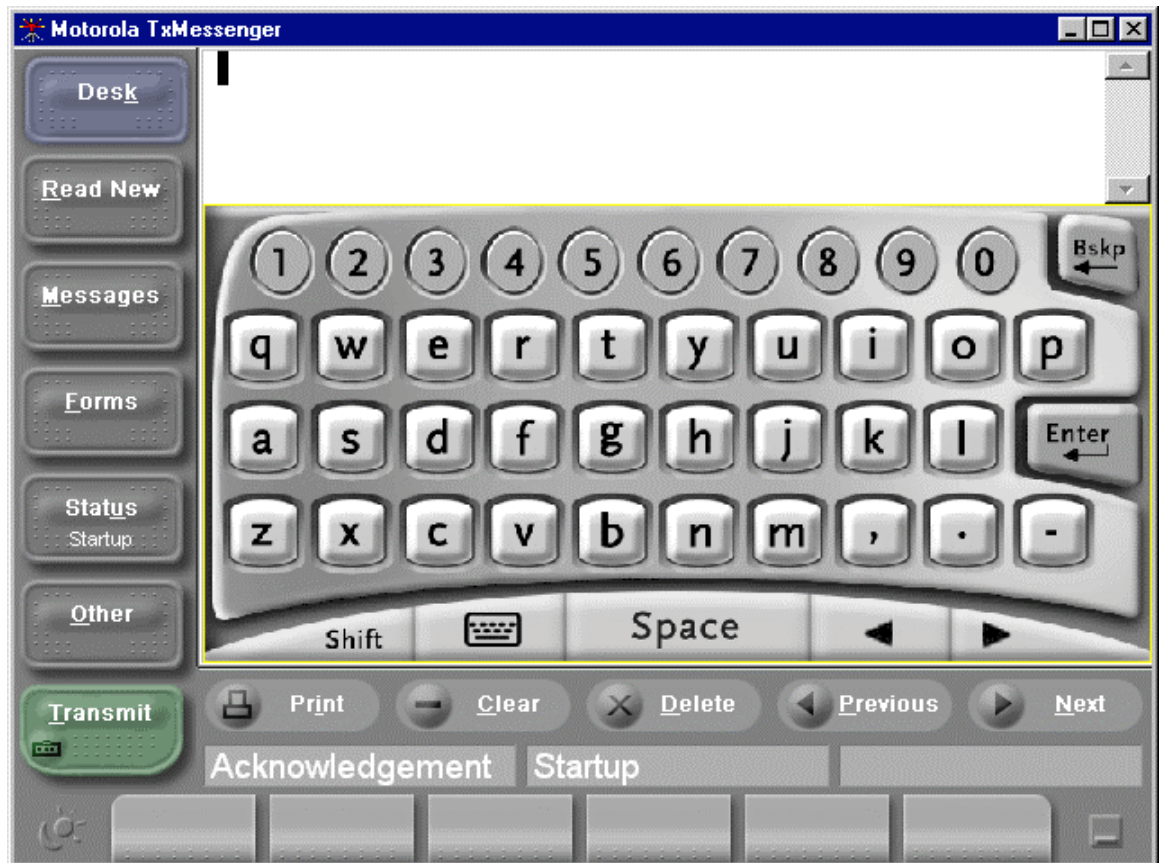 Motorola TxMessenger
Desk
Read New
Messages
Forms
Status
Startup
Other
Transmit
1 2 3 4 5 6 7 8 9 0 Bskp
q w e r t y u i o p
a s d f g h j k l Enter
z x c v b n m , . -
Shift Space
Print Clear Delete Previous Next
Acknowledgement Startup